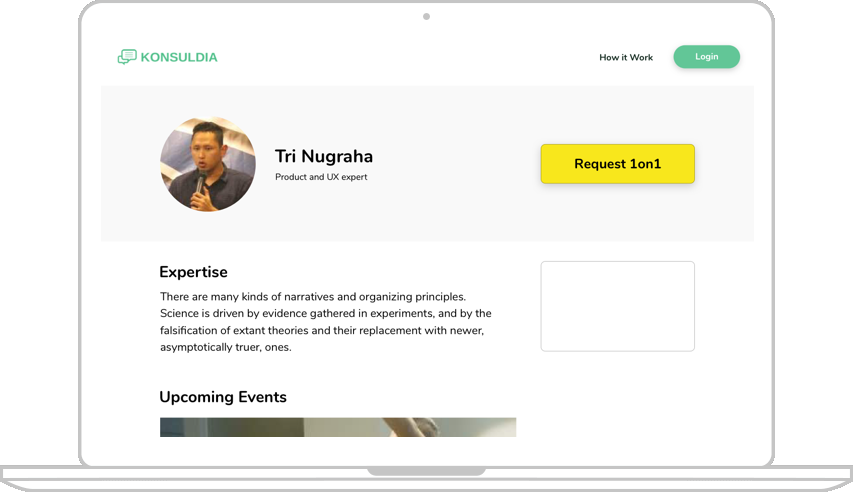 KONSULDIA
How it Work
Login
Tri Nugraha
Product and UX expert
Request 1on1
Expertise
There are many kinds of narratives and organizing principles.
Science is driven by evidence gathered in experiments, and by the
falsification of extant theories and their replacement with newer,
asymptotically truer, ones.
Upcoming Events